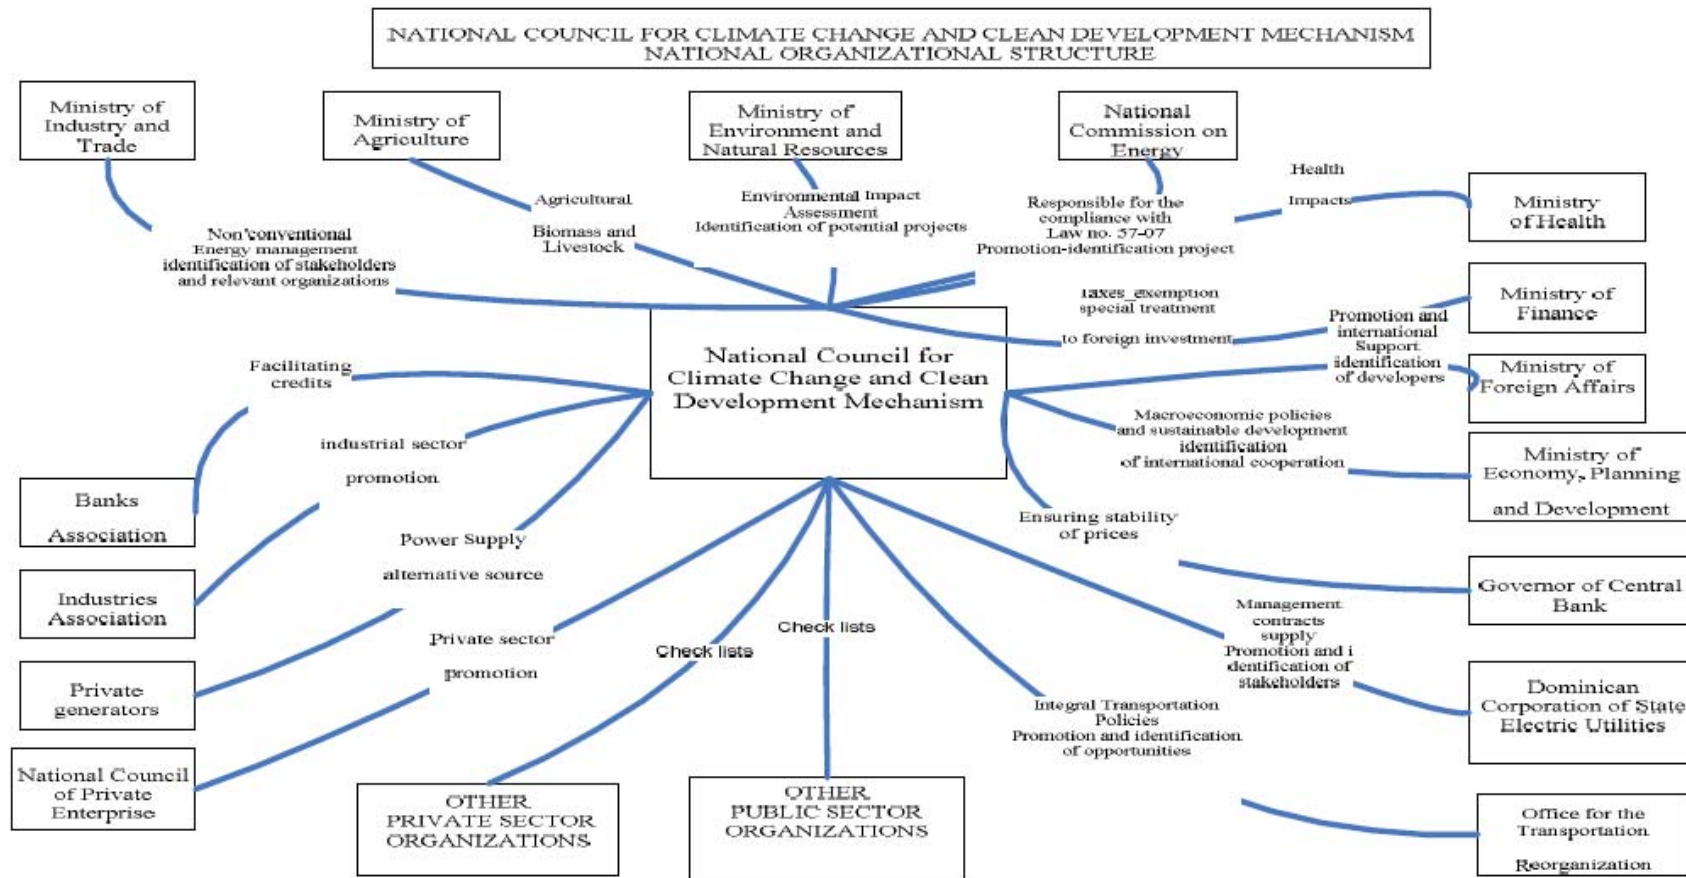 NATIONAL COUNCIL FOR CLIMATE CHANGE AND CLEAN DEVELOPMENT MECHANISM
NATIONAL ORGANIZATIONAL STRUCTURE
Ministry of
Industry and
Trade
Ministry of
Agriculture
Ministry of
Environment and
Natural Resources
National
Commission on
Energy
Health
Impacts
Ministry
of Health
Non'conventional
Energy management
identification of stakeholders
and relevant organizations
Agricultural
Biomass and
Livestock
Environmental Impact
Assessment
Identification of potential projects
Responsible for the
compliance with
Law no. 57-07
Promotion-identification project
Taxes_exemption
special treatment
to foreign investment
Ministry of
Finance
Promotion and
international
Support
identification
of developers
Ministry of
Foreign Affairs
National Council for
Climate Change and Clean
Development Mechanism
Facilitating
credits
industrial sector
promotion
Macroeconomic policies
and sustainable development
identification
of international cooperation
Ministry of
Economy, Planning
and Development
Banks
Association
Power Supply
alternative source
Ensuring stability
of prices
Governor of Central
Bank
Industries
Association
Private sector
promotion
Check lists
Check lists
Management
contracts
supply
Promotion and i
dentification of
stakeholders
Private
generators
Integral Transportation
Policies
Promotion and identification
of opportunities
Dominican
Corporation of State
Electric Utilities
National Council
of Private
Enterprise
OTHER
PRIVATE SECTOR
ORGANIZATIONS
OTHER
PUBLIC SECTOR
ORGANIZATIONS
Office for the
Transportation
Reorganization